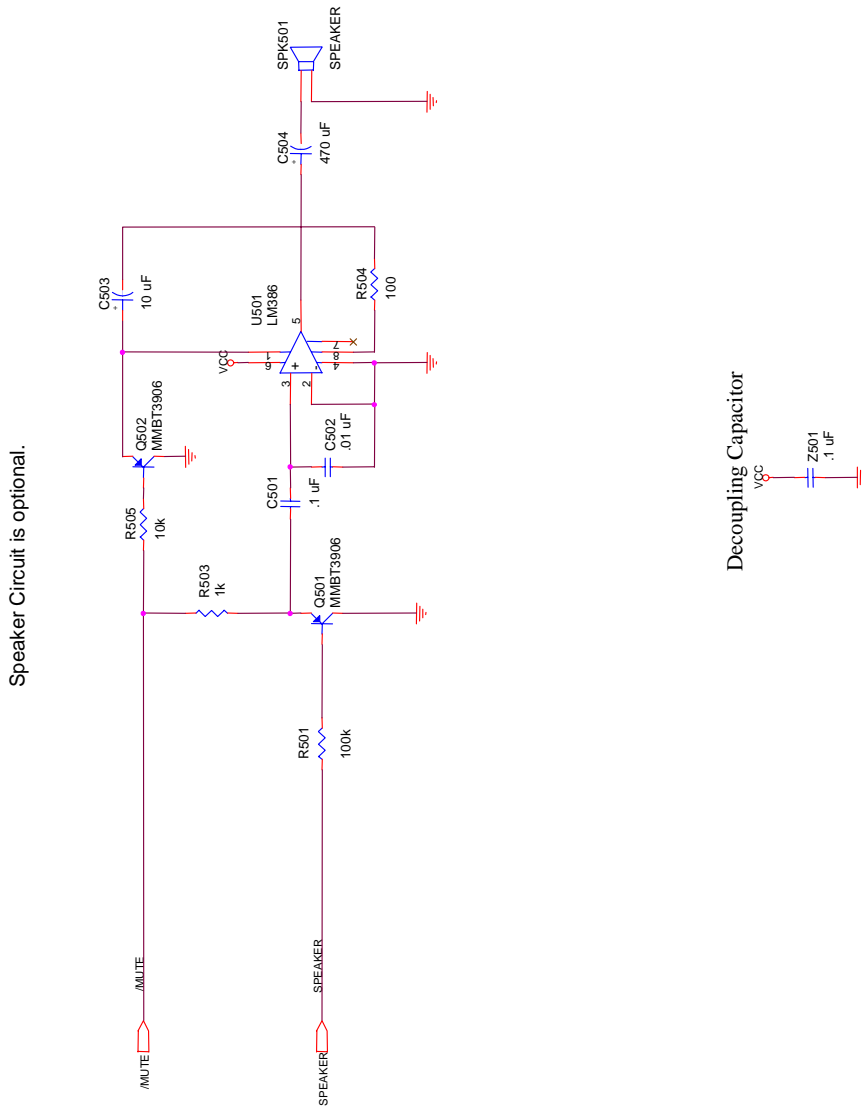 Speaker Circuit is optional.
SPK501
SPEAKER
C504
470 uF
+
C503
10 uF
+
U501
LM386
5
7
R504
100
VCC
1
6
8
4
+
-
3
2
Q502
MMBT3906
R505
10k
C502
.01 uF
C501
.1 uF
R503
1k
Q501
MMBT3906
R501
100k
/MUTE
/MUTE
SPEAKER
SPEAKER
Decoupling Capacitor
VCC
Z501
.1 uF